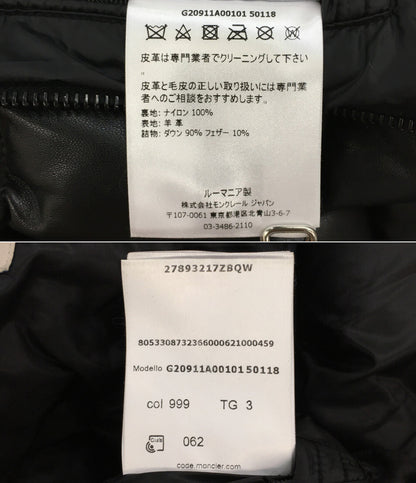 G20911A00101 50118
皮革は専門業者でクリーニングして下さい
皮革と毛皮の正しい取り扱いには専門業
者へのご相談をおすすめします
裏地: ナイロン 100%
表地: 羊 革
詰物: ダウン 90% フェザー 10%
ルーマニア製
株式会社モンクレール ジャパン
〒107-0061 東京都港区北青山3-6-7
03-3486-2110
27893217ZBQW
8053308732366000621000459
Modello G20911A00101 50118
col 999 TG 3
062
code.moncler.com